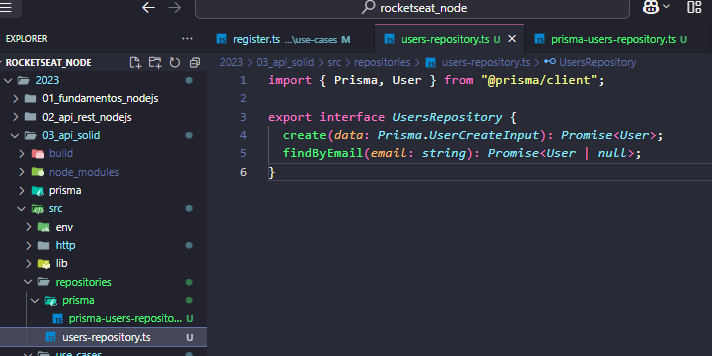 rocketseat_node
EXPLORER
ROCKETSEAT_NODE
2023
01_fundamentos_nodejs
02_api_rest_nodejs
03_api_solid
build
node_modules
prisma
src
env
http
lib
repositories
prisma
prisma-users-reposito... U
users-repository.ts U
use-cases
register.ts ...\use-cases M
users-repository.ts U
prisma-users-repository.ts U
2023 > 03_api_solid > src > repositories > users-repository.ts > UsersRepository
1 import { Prisma, User } from "@prisma/client";
2
3 export interface UsersRepository {
4 create(data: Prisma.UserCreateInput): Promise<User>;
5 findByEmail(email: string): Promise<User | null>;
6 }